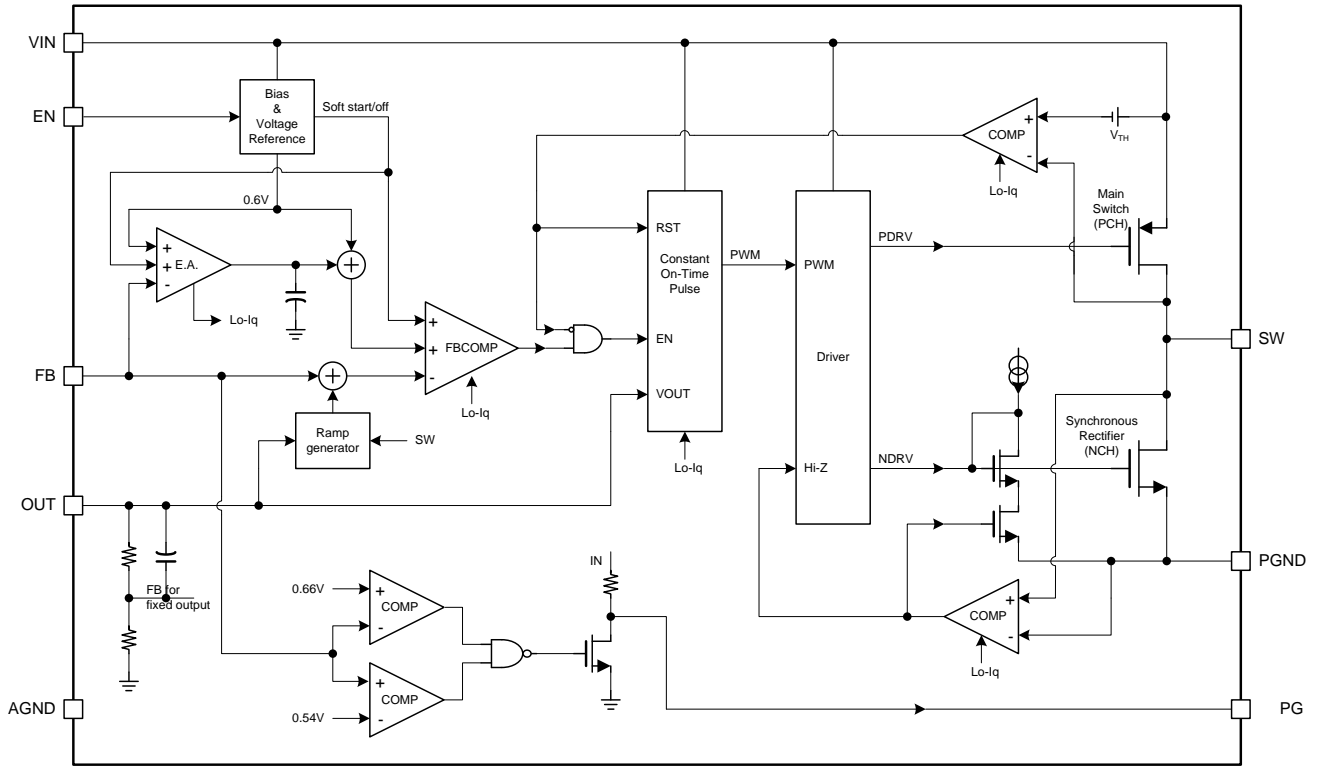 VIN
EN
Bias
&
Voltage
Reference
Soft start/off
COMP
+
-
V_TH
Lo-Iq
Main
Switch
(PCH)
0.6V
+
+
-
E.A.
Lo-Iq
+
RST
Constant
On-Time
Pulse
EN
VOUT
Lo-Iq
PWM
PWM
Driver
Hi-Z
PDRV
NDRV
+
+
-
FBCOMP
Lo-Iq
SW
FB
+
Ramp
generator
SW
Synchronous
Rectifier
(NCH)
OUT
FB for
fixed output
IN
PGND
0.66V
+
-
COMP
COMP
+
-
Lo-Iq
+
-
COMP
0.54V
AGND
PG